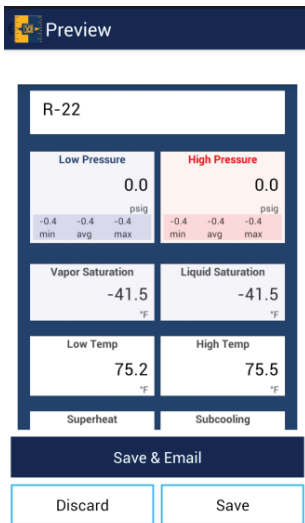 Preview
R-22
Low Pressure High Pressure
0.0 0.0
psig psig
-0.4 -0.4 -0.4 -0.4 -0.4 -0.4
min avg max min avg max
Vapor Saturation Liquid Saturation
-41.5 -41.5
°F °F
Low Temp High Temp
75.2 75.5
°F °F
Superheat Subcooling
Save & Email
Discard Save